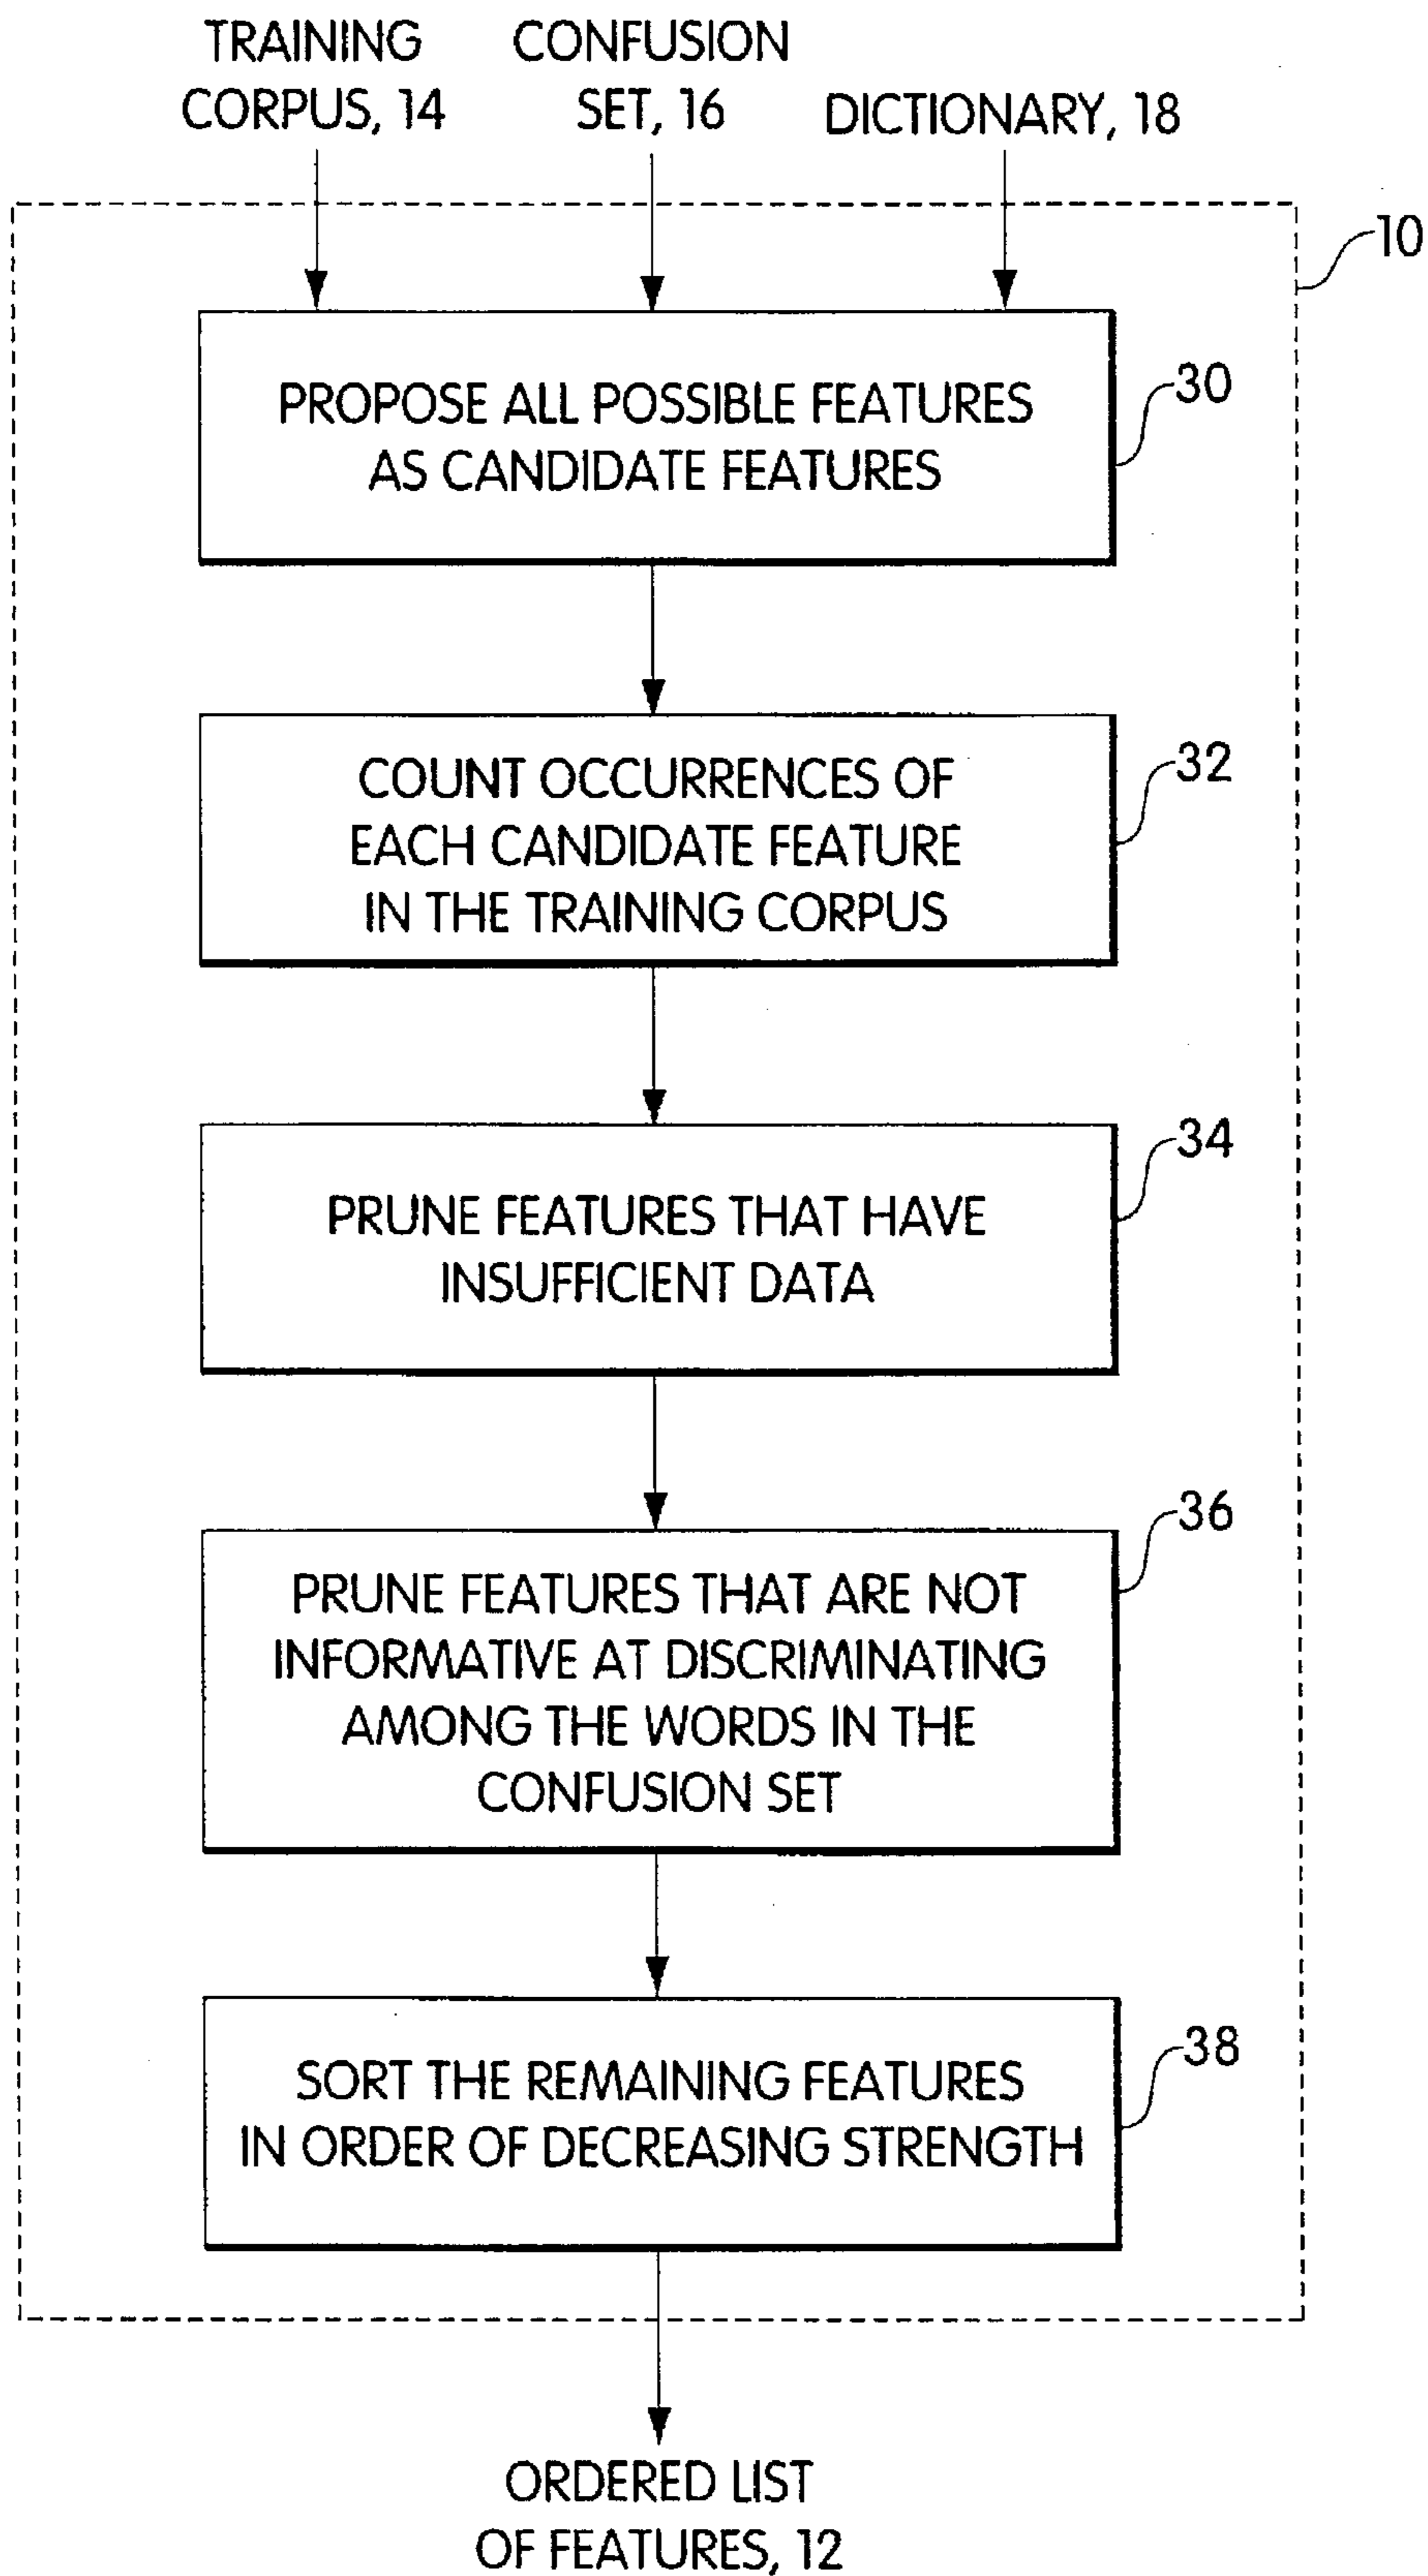 TRAINING
CORPUS, 14
CONFUSION
SET, 16
DICTIONARY, 18
10
PROPOSE ALL POSSIBLE FEATURES
AS CANDIDATE FEATURES
30
COUNT OCCURRENCES OF
EACH CANDIDATE FEATURE
IN THE TRAINING CORPUS
32
PRUNE FEATURES THAT HAVE
INSUFFICIENT DATA
34
PRUNE FEATURES THAT ARE NOT
INFORMATIVE AT DISCRIMINATING
AMONG THE WORDS IN THE
CONFUSION SET
36
SORT THE REMAINING FEATURES
IN ORDER OF DECREASING STRENGTH
38
ORDERED LIST
OF FEATURES, 12